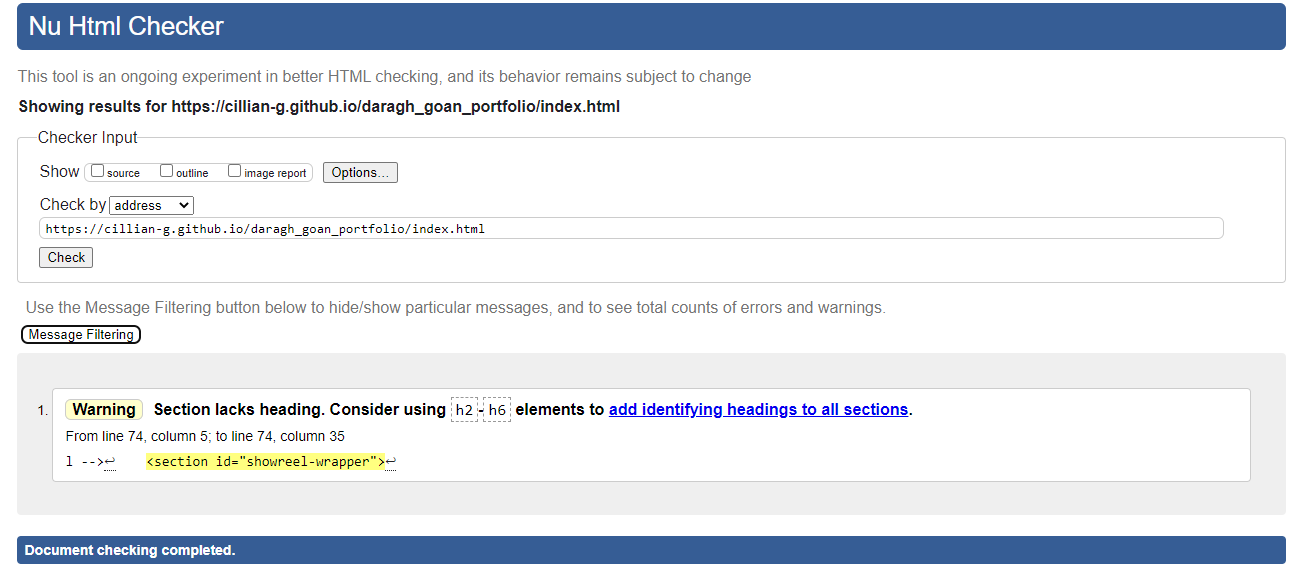 Nu Html Checker
This tool is an ongoing experiment in better HTML checking, and its behavior remains subject to change
Showing results for https://cillian-g.github.io/daragh_goan_portfolio/index.html
Checker Input
Show source outline image report Options...
Check by address
https://cillian-g.github.io/daragh_goan_portfolio/index.html
Check
Use the Message Filtering button below to hide/show particular messages, and to see total counts of errors and warnings.
Message Filtering
1. Warning Section lacks heading. Consider using h2-h6 elements to add identifying headings to all sections.
From line 74, column 5; to line 74, column 35
l -->↩ <section id="showreel-wrapper">↩
Document checking completed.